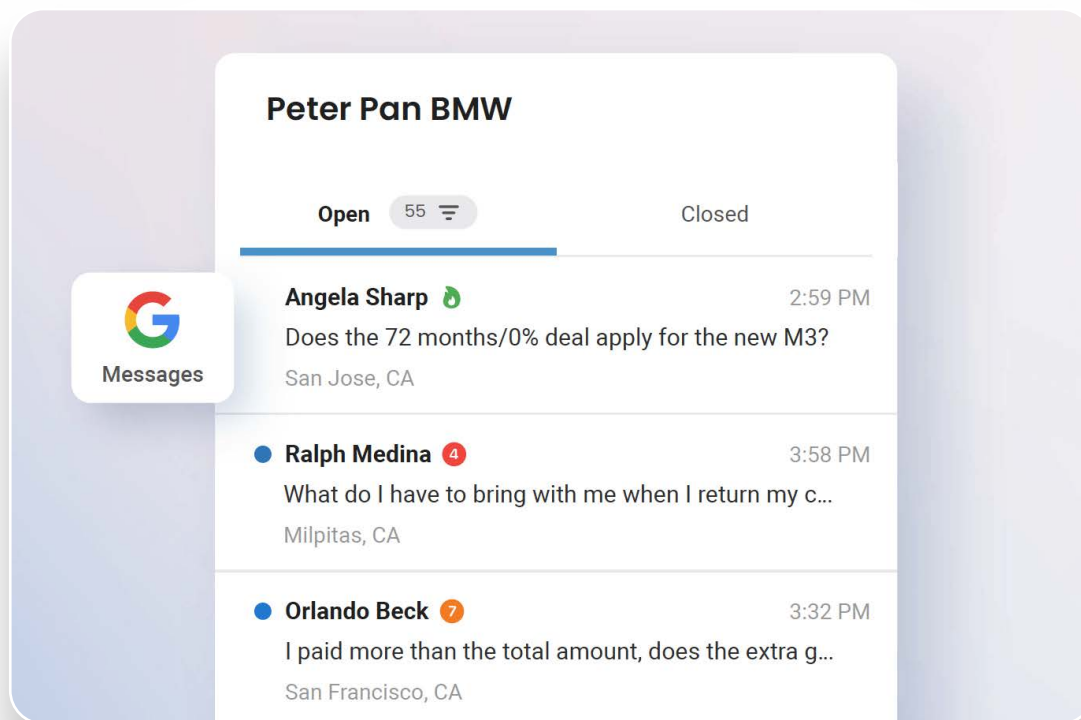 Peter Pan BMW
Open 55 Closed
Messages
Angela Sharp 2:59 PM
Does the 72 months/0% deal apply for the new M3?
San Jose, CA
Ralph Medina 4 3:58 PM
What do I have to bring with me when I return my c...
Milpitas, CA
Orlando Beck 7 3:32 PM
I paid more than the total amount, does the extra g...
San Francisco, CA